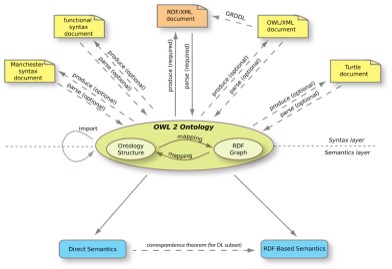 functional
syntax
document
RDF/XML
document
OWL/XML
document
GRDDL
Manchester
syntax
document
Turtle
document
produce (optional)
parse (optional)
produce (optional)
parse (optional)
produce (required)
parse (required)
produce (optional)
parse (optional)
produce (optional)
parse (optional)
import
OWL 2 Ontology
Ontology
Structure
mapping
mapping
RDF
Graph
Syntax layer
Semantics layer
Direct Semantics
correspondence theorem (for DL subset)
RDF-Based Semantics